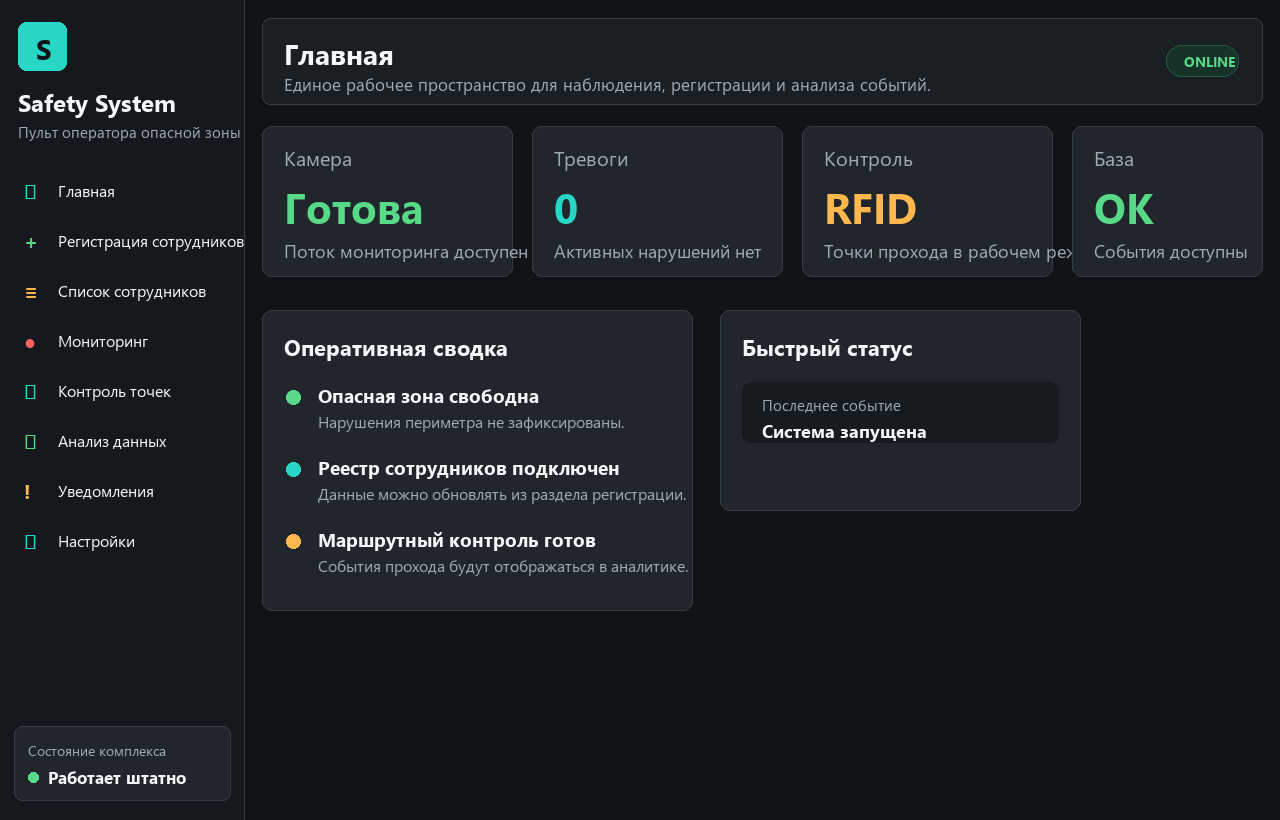 S
Safety System
Пульт оператора опасной зоны
Главная
+ Регистрация сотрудников
≡ Список сотрудников
● Мониторинг
Контроль точек
Анализ данных
! Уведомления
Настройки
Состояние комплекса
Работает штатно
Главная
Единое рабочее пространство для наблюдения, регистрации и анализа событий.
ONLINE
Камера
Готова
Поток мониторинга доступен
Тревоги
0
Активных нарушений нет
Контроль
RFID
Точки прохода в рабочем реж
База
OK
События доступны
Оперативная сводка
Опасная зона свободна
Нарушения периметра не зафиксированы.
Реестр сотрудников подключен
Данные можно обновлять из раздела регистрации.
Маршрутный контроль готов
События прохода будут отображаться в аналитике.
Быстрый статус
Последнее событие
Система запущена